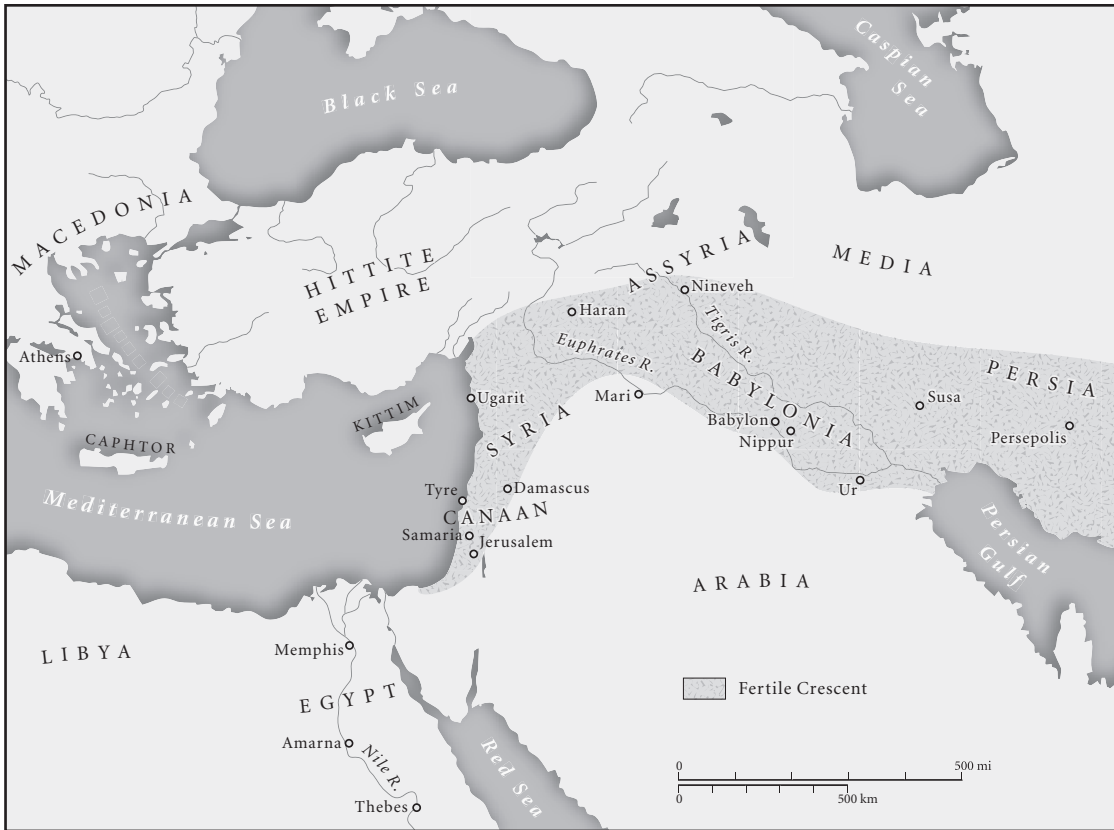 Black Sea
Caspian
Sea
MACEDONIA
HITTITE
EMPIRE
ASSYRIA
MEDIA
Nineveh
Haran
Tigris R.
Euphrates R.
Athens
BABYLONIA
PERSIA
Ugarit
Mari
Susa
KITTIM
SYRIA
Babylon
Nippur
Persepolis
CAPHTOR
Tyre
Damascus
Ur
Mediterranean Sea
CANAAN
Samaria
Jerusalem
Persian
Gulf
ARABIA
LIBYA
Memphis
EGYPT
Fertile Crescent
Amarna
Nile R.
Red Sea
Thebes
0 500 mi
0 500 km